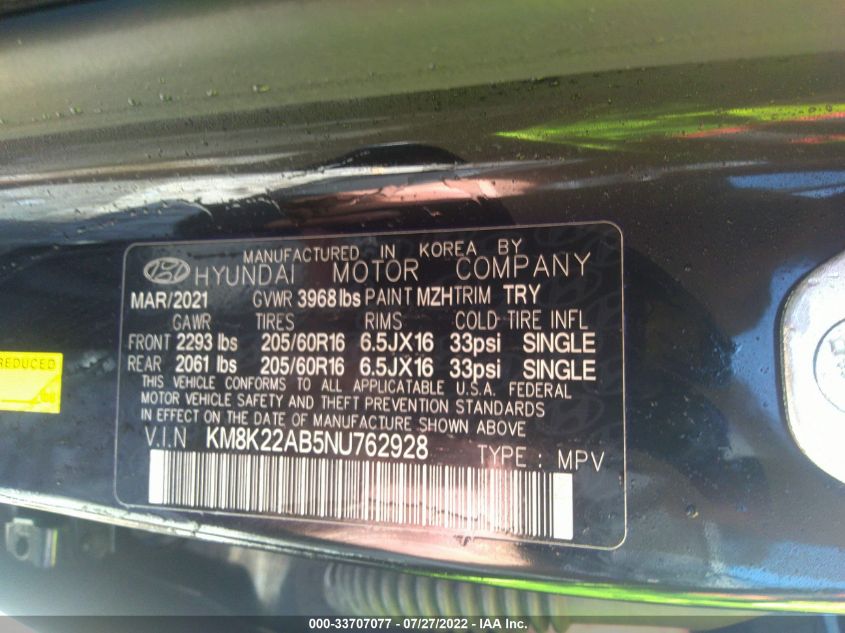 MANUFACTURED IN KOREA BY
HYUNDAI MOTOR COMPANY
MAR/2021 GVWR 3968 lbs PAINT MZH TRIM TRY
GAWR TIRES RIMS COLD TIRE INFL
FRONT 2293 lbs 205/60R16 6.5JX16 33psi SINGLE
REAR 2061 lbs 205/60R16 6.5JX16 33psi SINGLE
THIS VEHICLE CONFORMS TO ALL APPLICATABLE U.S.A. FEDERAL
MOTOR VEHICLE SAFETY AND THEFT PREVENTION STANDARDS
IN EFFECT ON THE DATE OF MANUFACTURE SHOWN ABOVE
V.I.N KM8K22AB5NU762928 TYPE : MPV
REDUCED
000-33707077 / 07/27/2022 - IAA Inc.